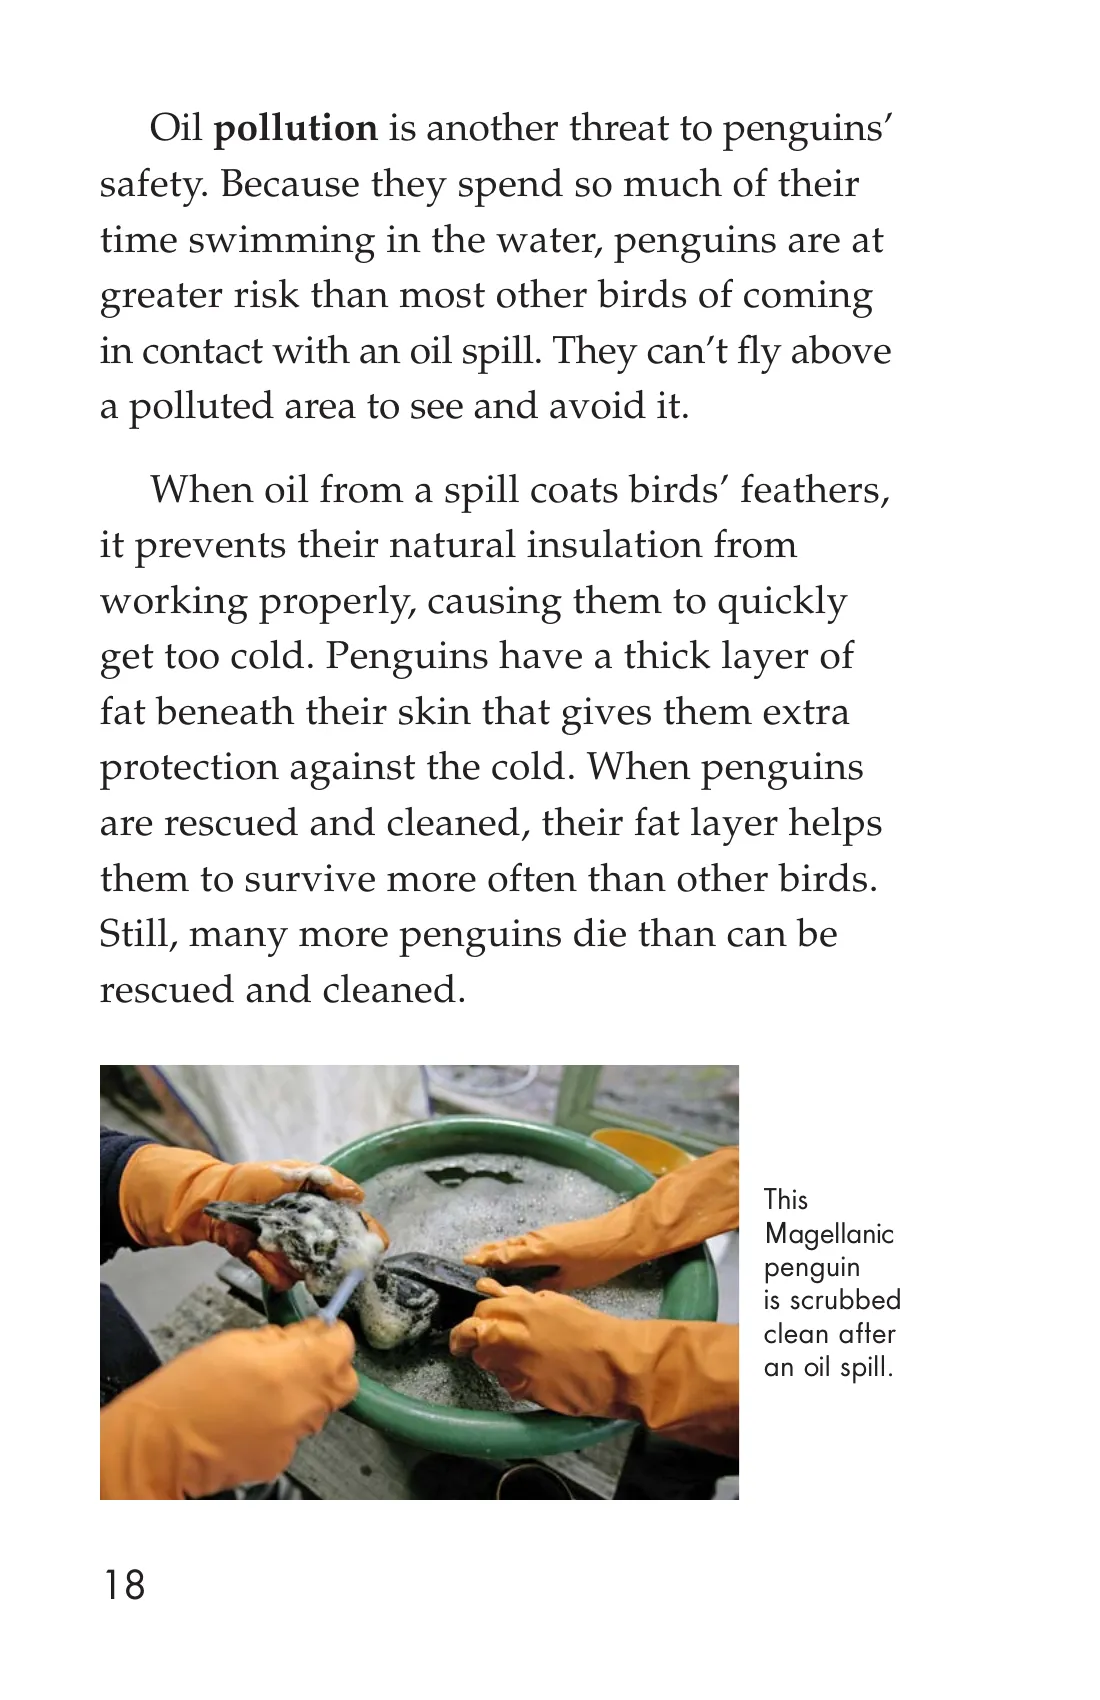 Oil pollution is another threat to penguins’
safety. Because they spend so much of their
time swimming in the water, penguins are at
greater risk than most other birds of coming
in contact with an oil spill. They can’t fly above
a polluted area to see and avoid it.
When oil from a spill coats birds’ feathers,
it prevents their natural insulation from
working properly, causing them to quickly
get too cold. Penguins have a thick layer of
fat beneath their skin that gives them extra
protection against the cold. When penguins
are rescued and cleaned, their fat layer helps
them to survive more often than other birds.
Still, many more penguins die than can be
rescued and cleaned.
This
Magellanic
penguin
is scrubbed
clean after
an oil spill.
18